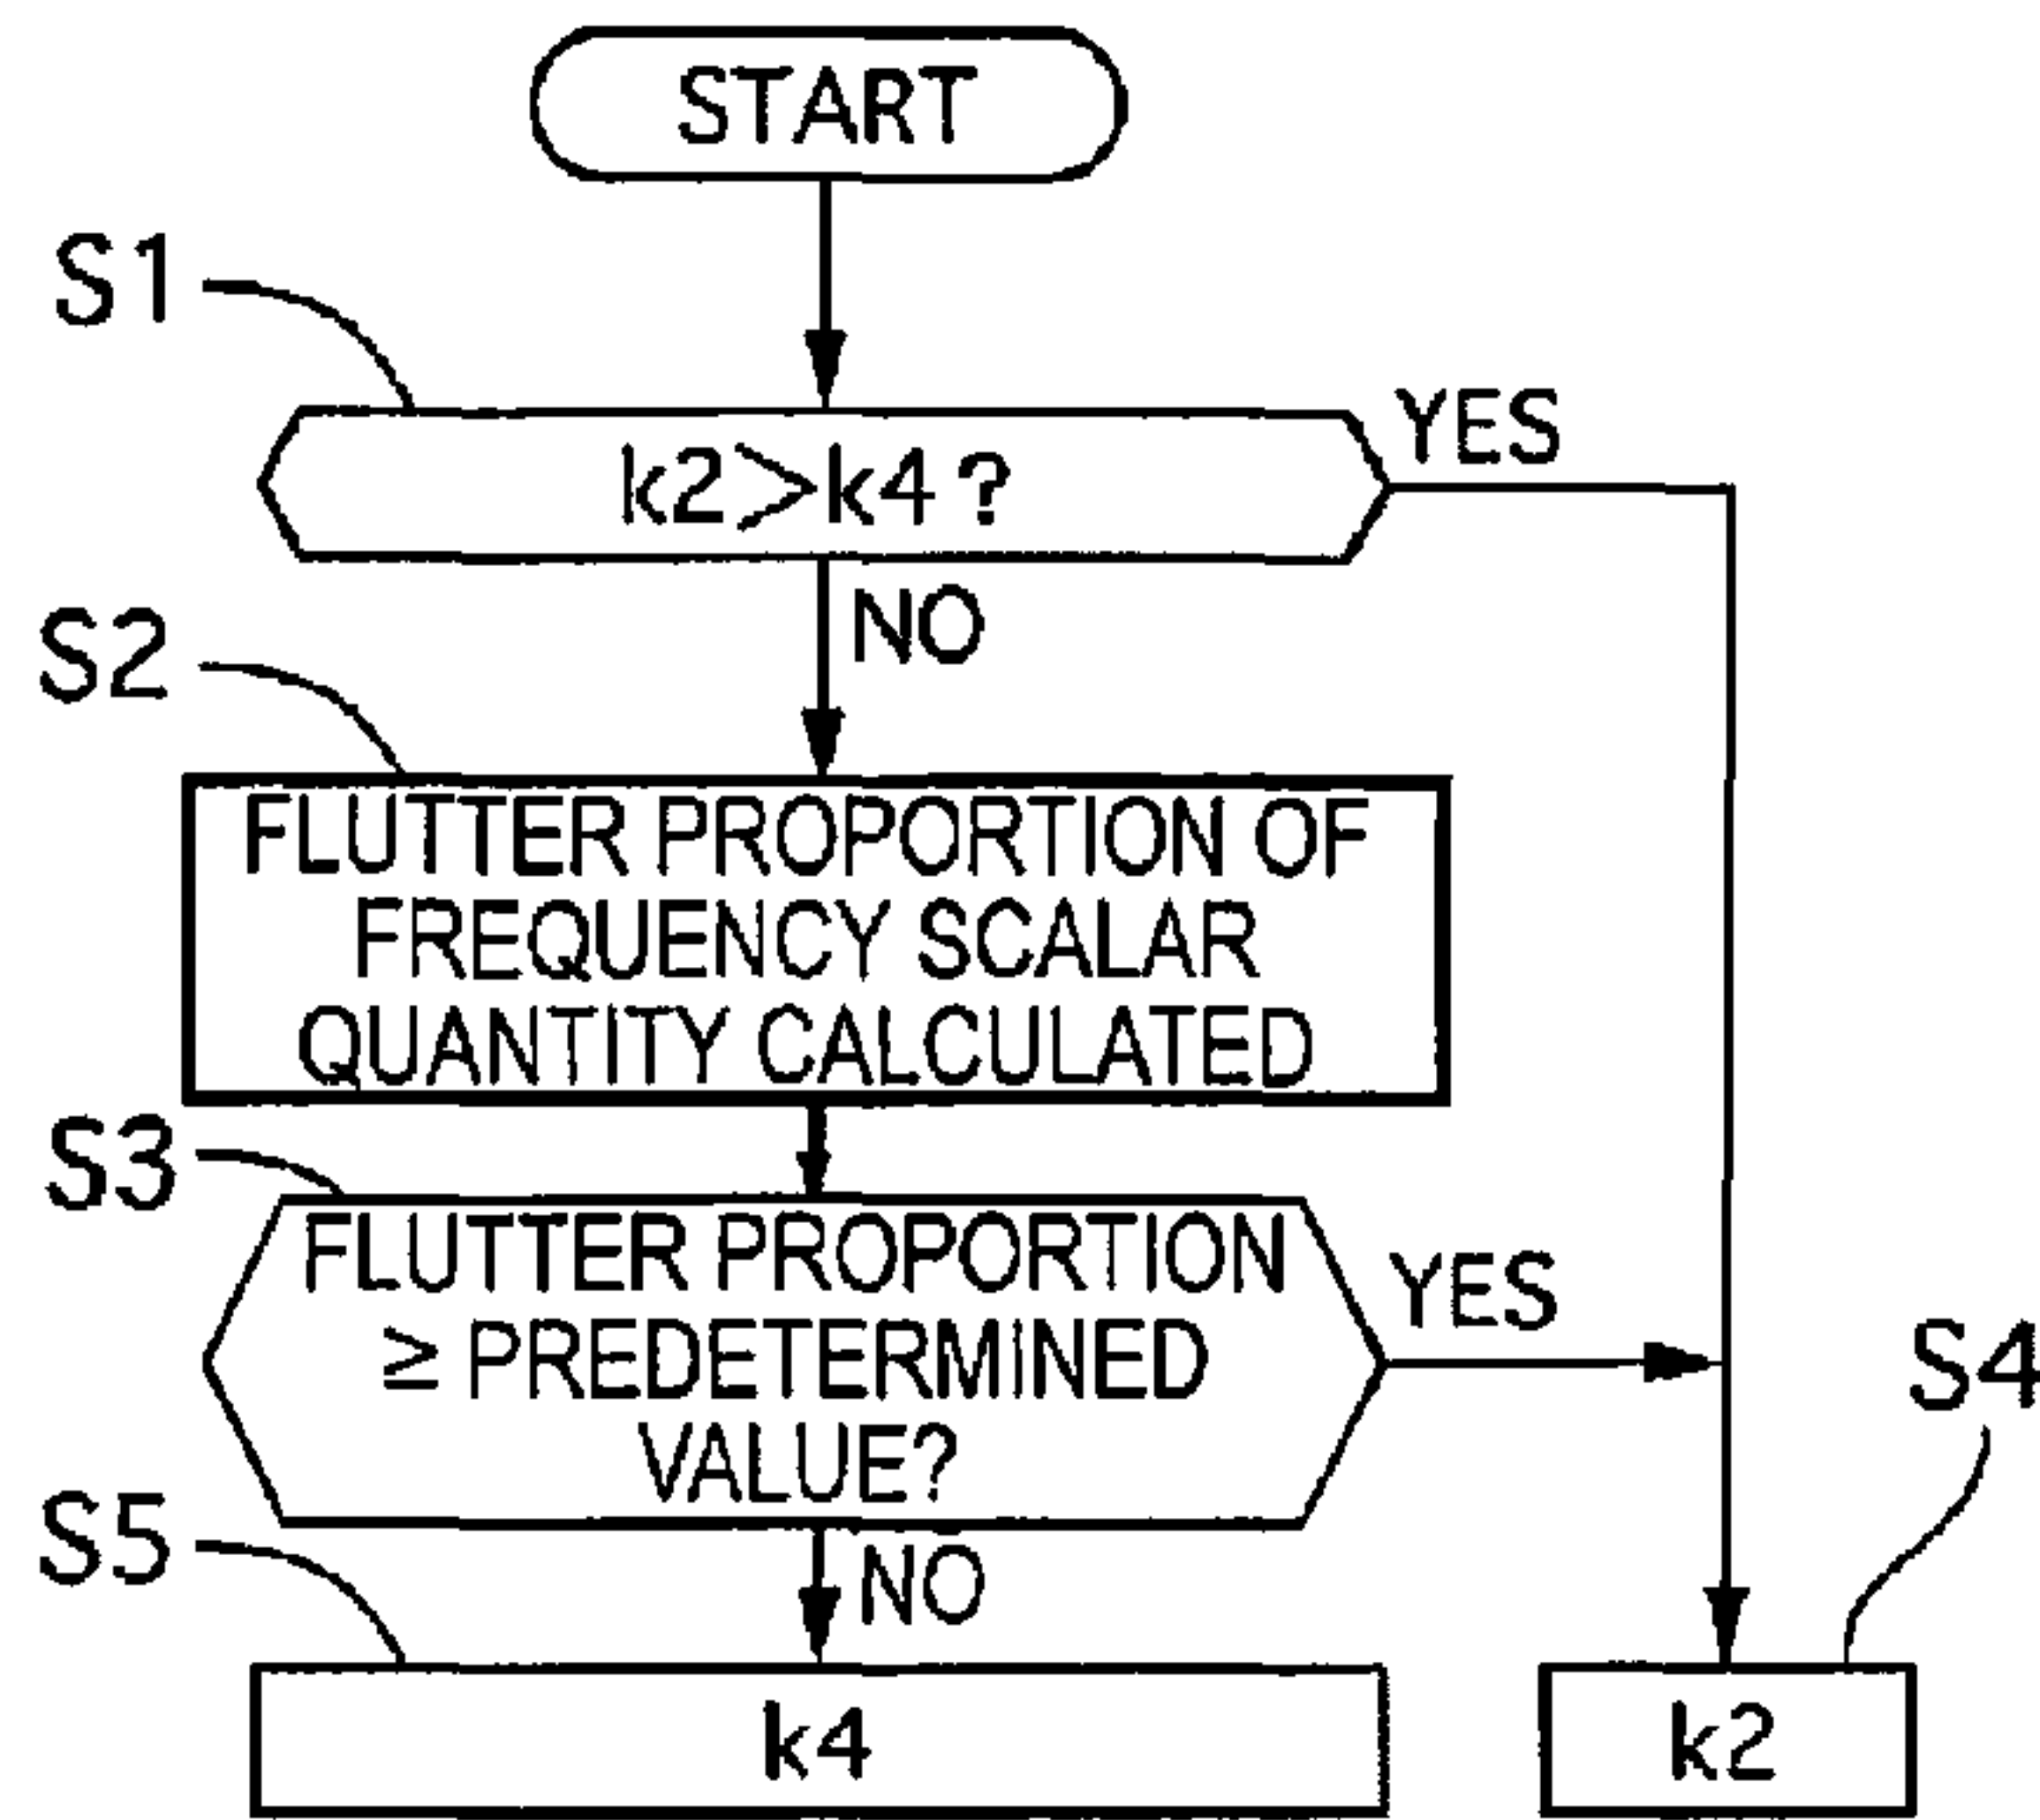 START
S1
k2>k4?
YES
NO
S2
FLUTTER PROPORTION OF
FREQUENCY SCALAR
QUANTITY CALCULATED
S3
FLUTTER PROPORTION
≥ PREDETERMINED
VALUE?
YES
S4
NO
S5
k4
k2